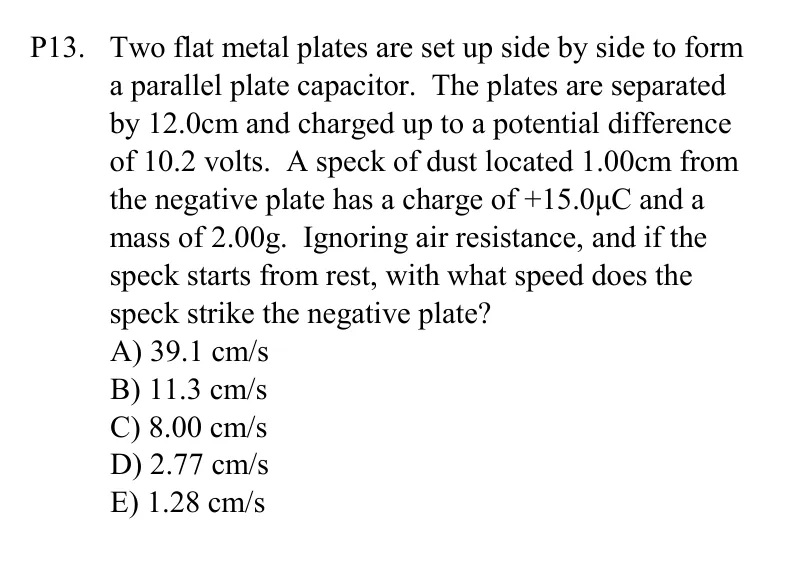 P13. Two flat metal plates are set up side by side to form
a parallel plate capacitor. The plates are separated
by 12.0cm and charged up to a potential difference
of 10.2 volts. A speck of dust located 1.00cm from
the negative plate has a charge of +15.0μC and a
mass of 2.00g. Ignoring air resistance, and if the
speck starts from rest, with what speed does the
speck strike the negative plate?
A) 39.1 cm/s
B) 11.3 cm/s
C) 8.00 cm/s
D) 2.77 cm/s
E) 1.28 cm/s